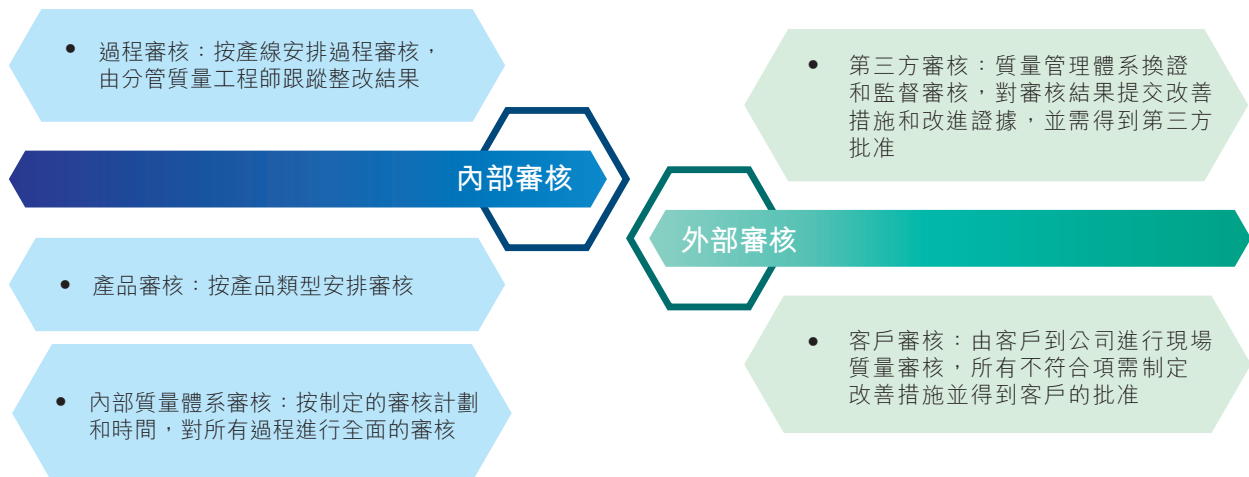 • 過程審核：按產線安排過程審核，
由分管質量工程師跟蹤整改結果
內部審核
• 產品審核：按產品類型安排審核
• 內部質量體系審核：按制定的審核計劃
和時間，對所有過程進行全面的審核
• 第三方審核：質量管理體系換證
和監督審核，對審核結果提交改善
措施和改進證據，並需得到第三方
批准
外部審核
• 客戶審核：由客戶到公司進行現場
質量審核，所有不符合項需制定
改善措施並得到客戶的批准